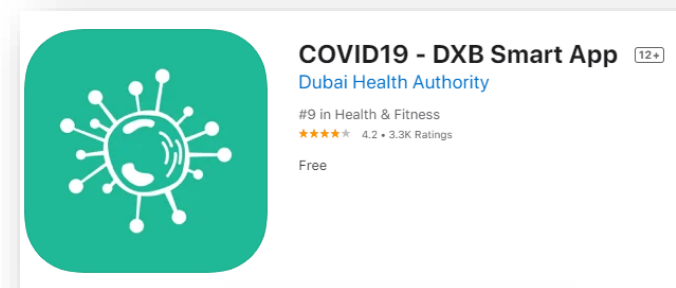 COVID19 - DXB Smart App 12+
Dubai Health Authority
#9 in Health & Fitness
4.2 • 3.3K Ratings
Free